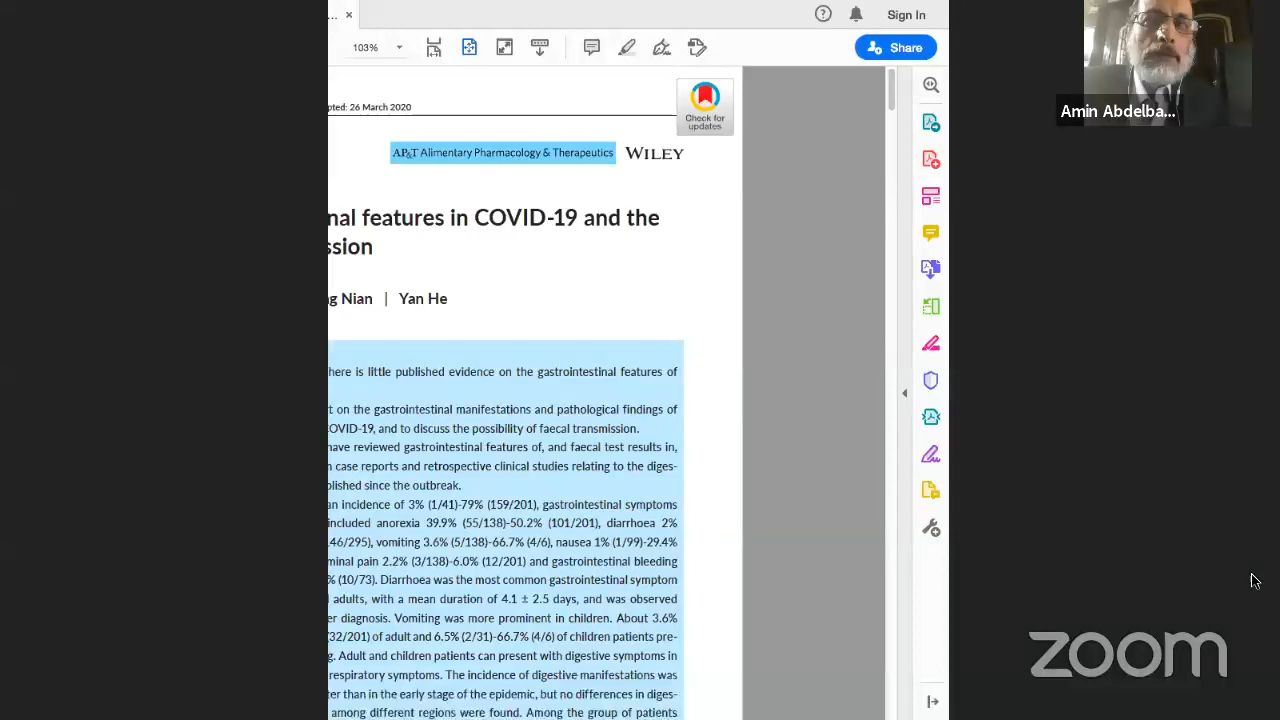 ...
Sign In
103%
Share
pted: 26 March 2020
Check for
updates
AP&T Alimentary Pharmacology & Therapeutics WILEY
nal features in COVID-19 and the
ssion
g Nian | Yan He
here is little published evidence on the gastrointestinal features of
t on the gastrointestinal manifestations and pathological findings of
OVID-19, and to discuss the possibility of faecal transmission.
have reviewed gastrointestinal features of, and faecal test results in,
case reports and retrospective clinical studies relating to the diges-
blished since the outbreak.
an incidence of 3% (1/41)-79% (159/201), gastrointestinal symptoms
included anorexia 39.9% (55/138)-50.2% (101/201), diarrhoea 2%
46/295), vomiting 3.6% (5/138)-66.7% (4/6), nausea 1% (1/99)-29.4%
minal pain 2.2% (3/138)-6.0% (12/201) and gastrointestinal bleeding
% (10/73). Diarrhoea was the most common gastrointestinal symptom
adults, with a mean duration of 4.1 ± 2.5 days, and was observed
er diagnosis. Vomiting was more prominent in children. About 3.6%
(32/201) of adult and 6.5% (2/31)-66.7% (4/6) of children patients pre-
g. Adult and children patients can present with digestive symptoms in
respiratory symptoms. The incidence of digestive manifestations was
ter than in the early stage of the epidemic, but no differences in diges-
among different regions were found. Among the group of patients
Amin Abdelba...
zoom